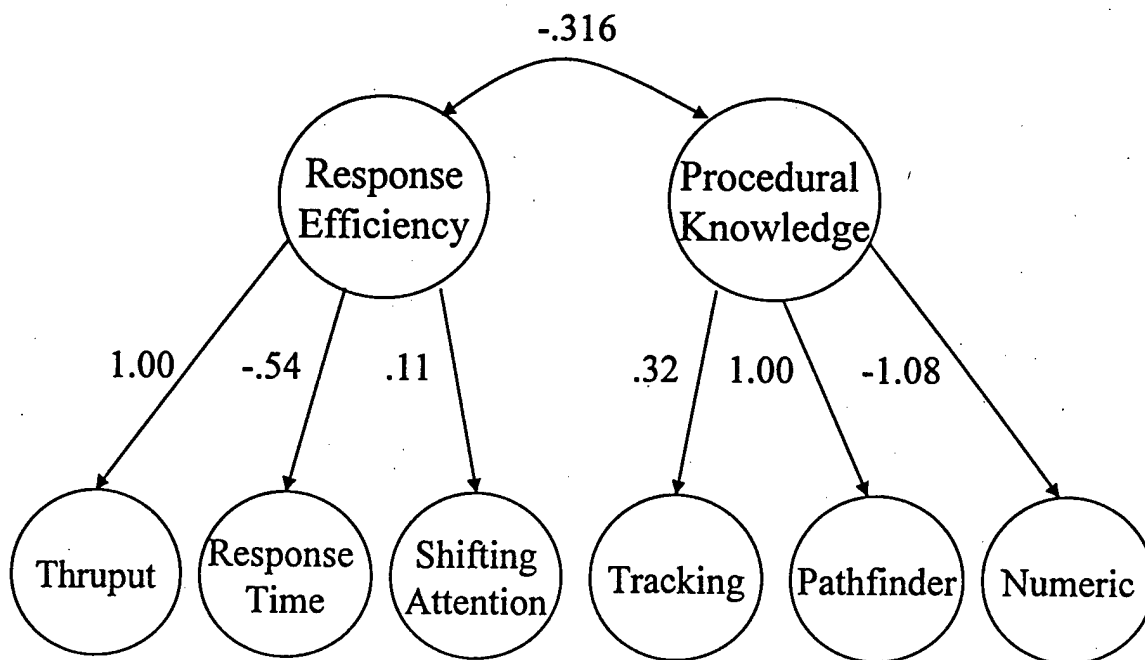 -.316
Response
Efficiency
Procedural
Knowledge
1.00
-.54
.11
.32
1.00
-1.08
Thruput
Response
Time
Shifting
Attention
Tracking
Pathfinder
Numeric